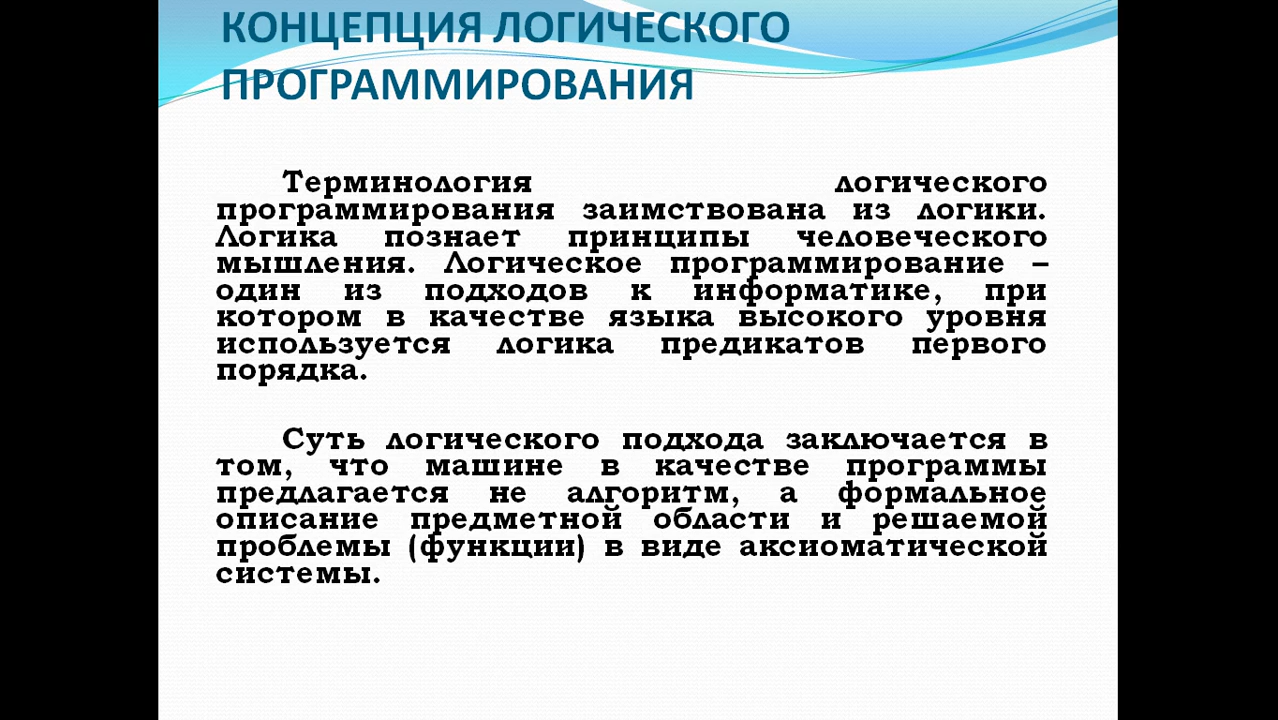 КОНЦЕПЦИЯ ЛОГИЧЕСКОГО
ПРОГРАММИРОВАНИЯ
Терминология логического
программирования заимствована из логики.
Логика познает принципы человеческого
мышления. Логическое программирование –
один из подходов к информатике, при
котором в качестве языка высокого уровня
используется логика предикатов первого
порядка.
Суть логического подхода заключается в
том, что машине в качестве программы
предлагается не алгоритм, а формальное
описание предметной области и решаемой
проблемы (функции) в виде аксиоматической
системы.